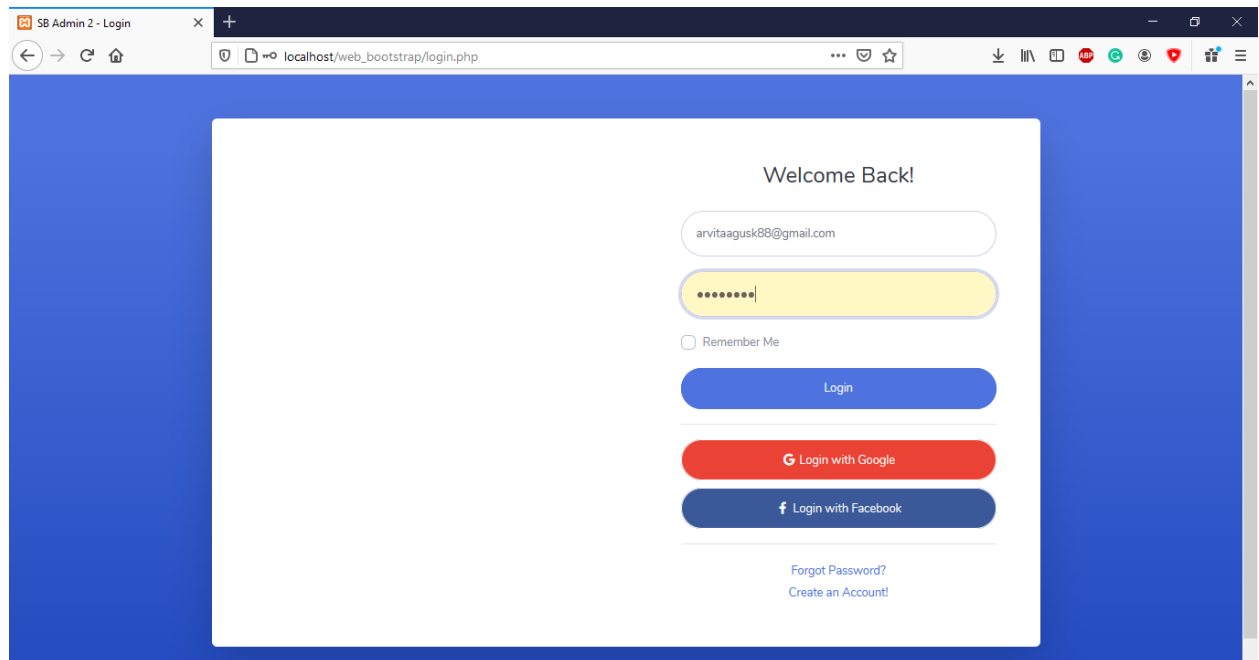 SB Admin 2 - Login
localhost/web_bootstrap/login.php
ABP
Welcome Back!
arvitaagusk88@gmail.com
••••••••
Remember Me
Login
G Login with Google
f Login with Facebook
Forgot Password?
Create an Account!